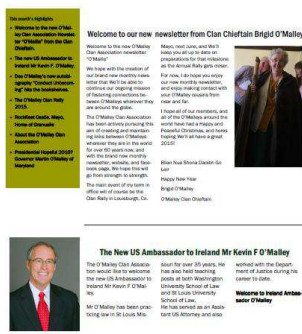 This month's highlights
Welcome to the new O'Mal-
ley Clan Association Newslet-
ter "O'Malle" from the Clan
Chieftain.
The new US Ambassador to
Ireland Mr Kevin F. O'Malley.
Des O'Malley's new autobi-
ography "Conduct Unbecom-
ing" hits the bookshelves.
The O'Malley Clan Rally
2015.
Rockfleet Castle, Mayo,
Home of Granuaile
About the O'Malley Clan
Association
Presidential Hopeful 2016?
Governor Martin O'Malley of
Maryland
Welcome to our new newsletter from Clan Chieftain Brigid O'Malley
Welcome to the new O'Malley
Clan Association newsletter
"O'Malle"
We hope with the creation of
our brand new monthly news-
letter that We'll be able to
continue our ongoing mission
of fostering connections be-
tween O'Malleys wherever they
are around the globe.
The O'Malley Clan Association
has been actively pursuing this
aim of creating and maintain-
ing links between O'Malleys
wherever they are in the world
for over 60 years now, and
with the brand new monthly
newsletter, website, and face-
book page, We hope this will
go from strength to strength.
The main event of my term in
office will of course be the
Clan Rally in Louisburgh, Co.
Mayo, next June, and We'll
keep you all up to date on
preparations for that milestone
as the Annual Rally gets closer.
For now, I do hope you enjoy
our new monthly newsletter,
and enjoy making contact with
your O'Malley cousins from
near and far.
I hope all of our members, and
all of the O'Malleys around the
world have had a Happy and
Peaceful Christmas, and heres
hoping We'll all have a great
2015!
Blian Nua Shona Daoibh Go
Leir
Happy New Year
Brigid O'Malley
O'Malley Clan Chieftain.
The New US Ambassador to Ireland Mr Kevin F O'Malley
The O'Malley Clan Associa-
tion would like to welcome
the new US Ambassador to
Ireland Mr Kevin F O'Mal-
ley.
Mr O'Malley has been prac-
ticing law in St Louis Mis-
souri for over 35 years. He
has also held teaching
posts at both Washington
University School of Law
and St Louis University
School of Law.
He has served as an Assis-
tant US Attorney and also
worked with the Depart-
ment of Justice during his
career to date.
Welcome to Ireland Ambas-
sador O'Malley